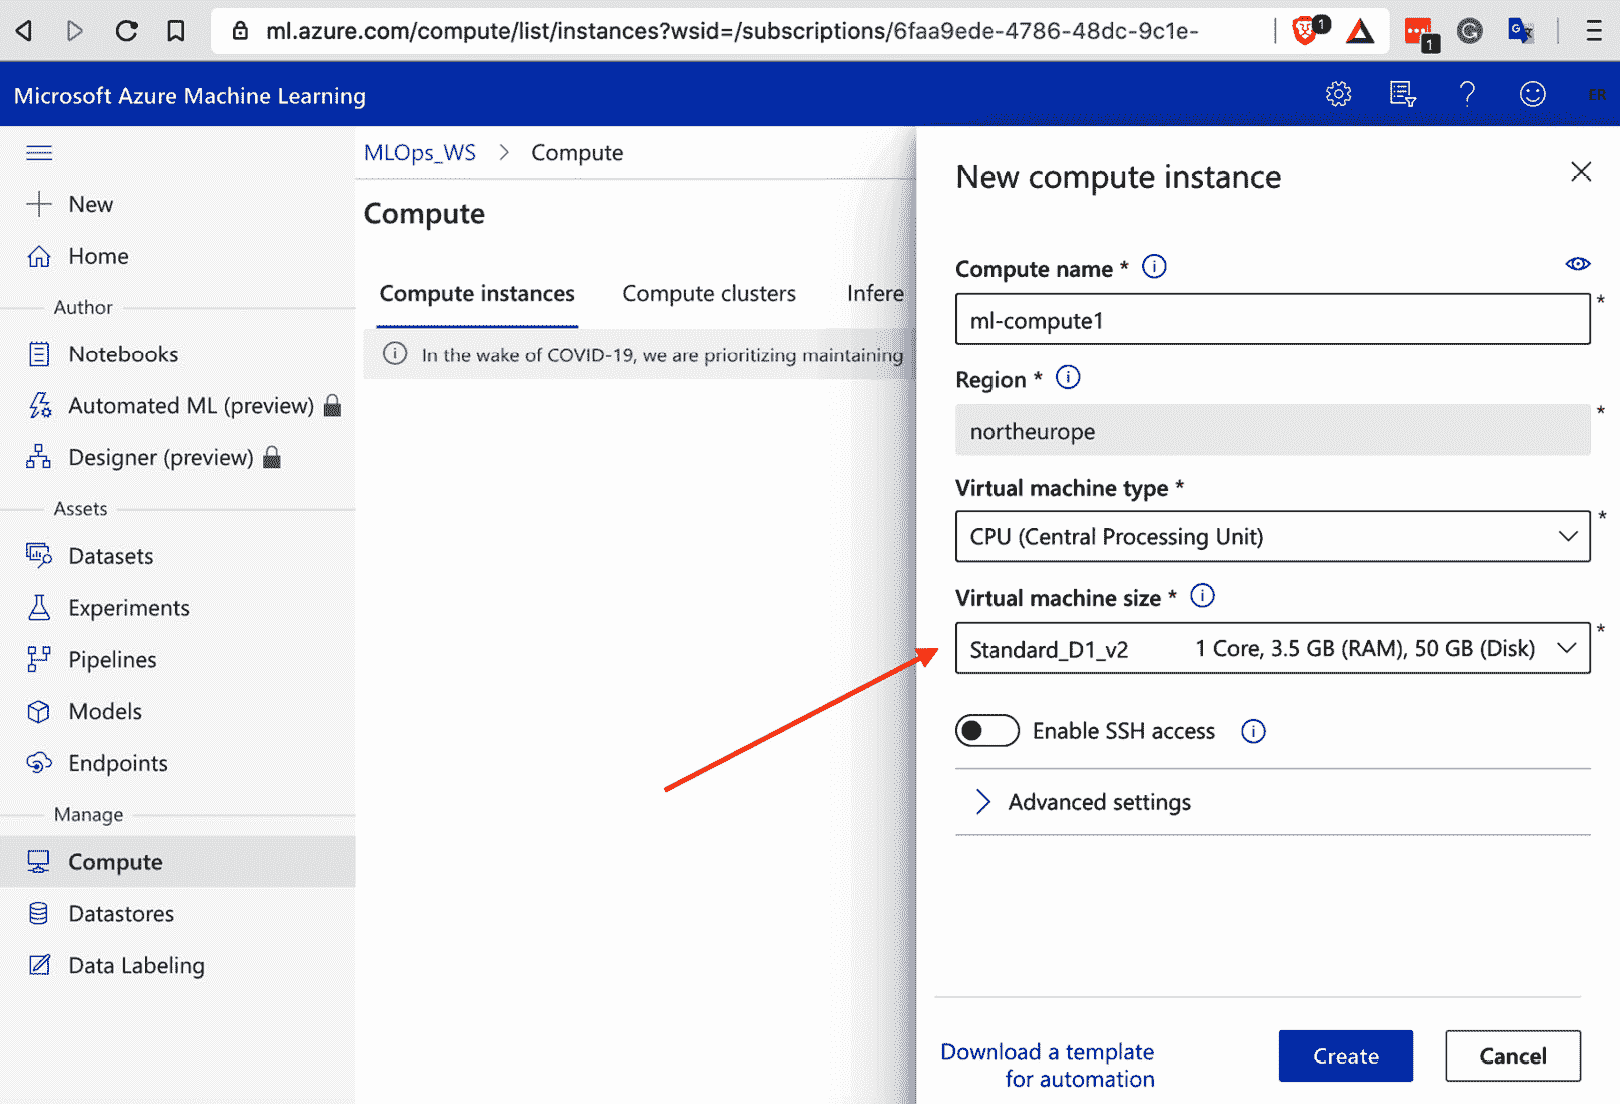 ml.azure.com/compute/list/instances?wsid=/subscriptions/6faa9ede-4786-48dc-9c1e-
1
1
G
Microsoft Azure Machine Learning
FR
New
Home
Author
Notebooks
Automated ML (preview)
Designer (preview)
Assets
Datasets
Experiments
Pipelines
Models
Endpoints
Manage
Compute
Datastores
Data Labeling
MLOps_WS > Compute
Compute
Compute instances Compute clusters Infere
In the wake of COVID-19, we are prioritizing maintaining
New compute instance
Compute name *
ml-compute1 *
Region *
northeurope *
Virtual machine type *
CPU (Central Processing Unit) *
Virtual machine size *
Standard_D1_v2 1 Core, 3.5 GB (RAM), 50 GB (Disk) *
Enable SSH access
Advanced settings
Download a template
for automation
Create
Cancel